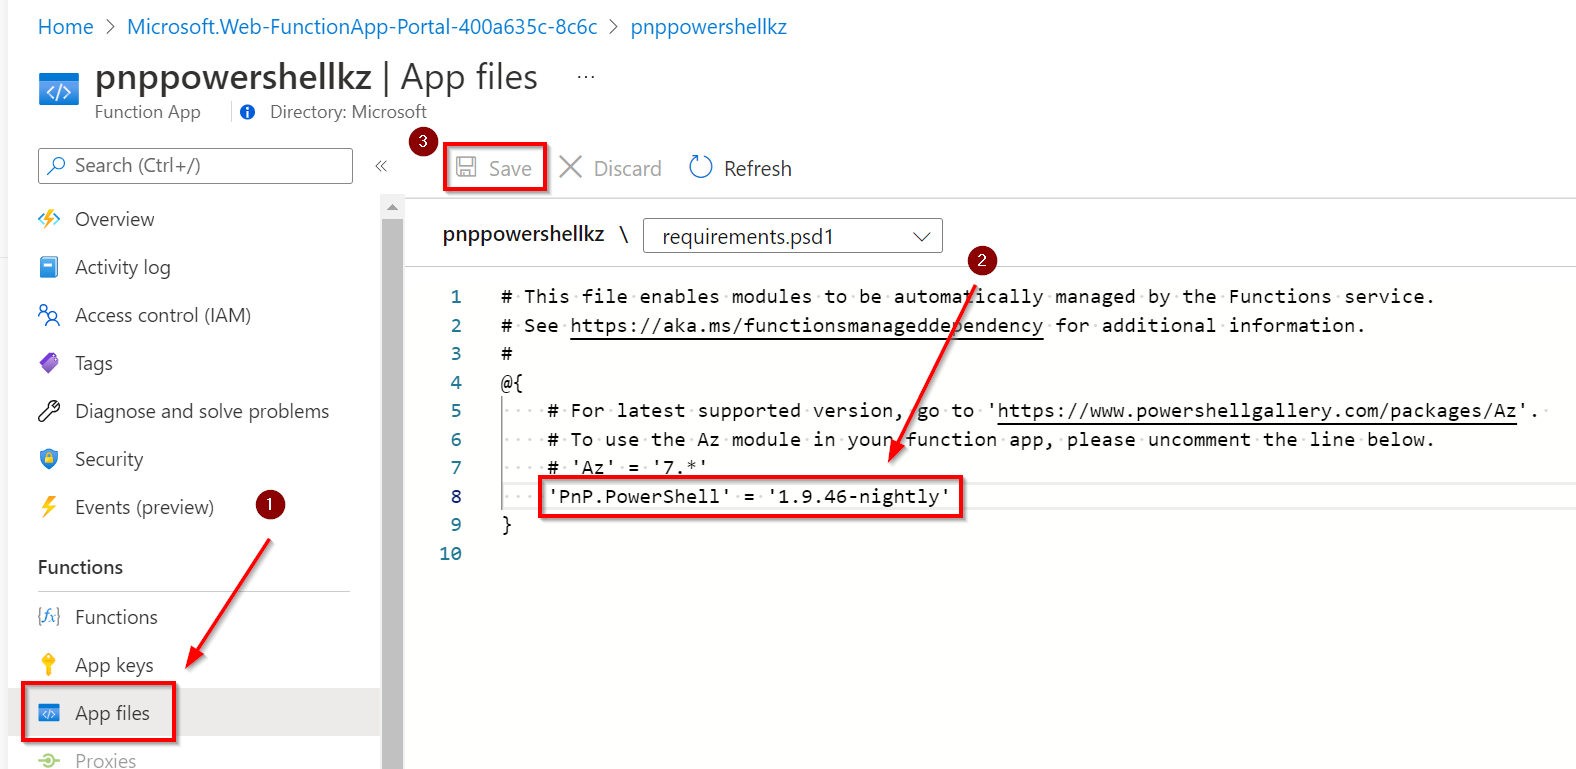 Home > Microsoft.Web-FunctionApp-Portal-400a635c-8c6c > pnppowershellkz
pnppowershellkz | App files ...
Function App
Directory: Microsoft
Search (Ctrl+/)
«
3
Save
Discard
Refresh
Overview
Activity log
Access control (IAM)
Tags
Diagnose and solve problems
Security
Events (preview)
1
Functions
Functions
App keys
App files
Proxies
pnppowershellkz \ requirements.psd1
2
1 # This file enables modules to be automatically managed by the Functions service.
2 # See https://aka.ms/functionsmanageddependency for additional information.
3 #
4 @{
5 # For latest supported version, go to 'https://www.powershellgallery.com/packages/Az'.
6 # To use the Az module in your function app, please uncomment the line below.
7 # 'Az' = '7.*'
8 'PnP.PowerShell' = '1.9.46-nightly'
9 }
10